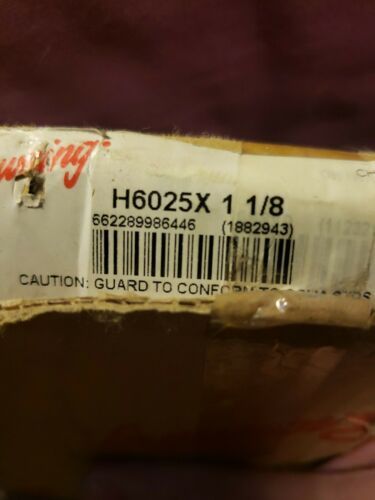 H6025X 1 1/8
662289986446 (1882943)
CAUTION: GUARD TO CONFORM TO